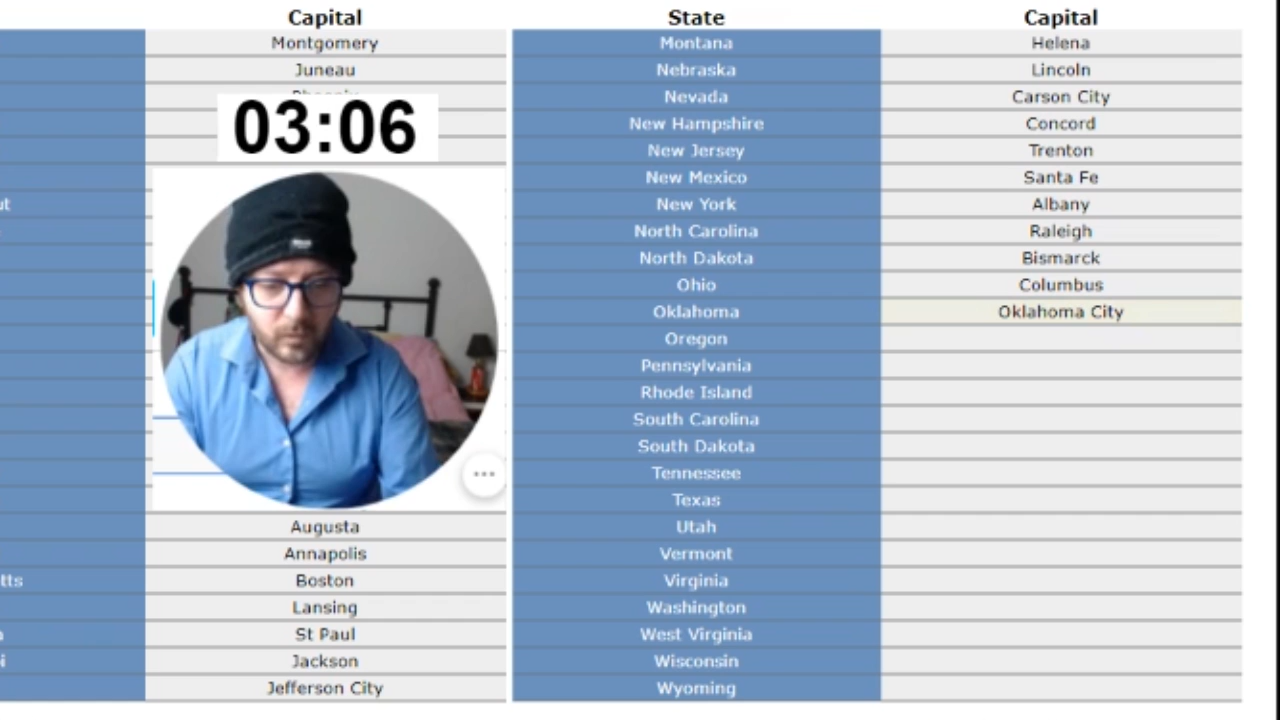 Capital State Capital
Montgomery Montana Helena
Juneau Nebraska Lincoln
Phoenix Nevada Carson City
03:06
New Hampshire Concord
New Jersey Trenton
New Mexico Santa Fe
ut New York Albany
North Carolina Raleigh
North Dakota Bismarck
Ohio Columbus
Oklahoma Oklahoma City
Oregon
Pennsylvania
Rhode Island
South Carolina
South Dakota
Tennessee
Texas
Augusta Utah
Annapolis Vermont
tts Boston Virginia
Lansing Washington
a St Paul West Virginia
i Jackson Wisconsin
Jefferson City Wyoming